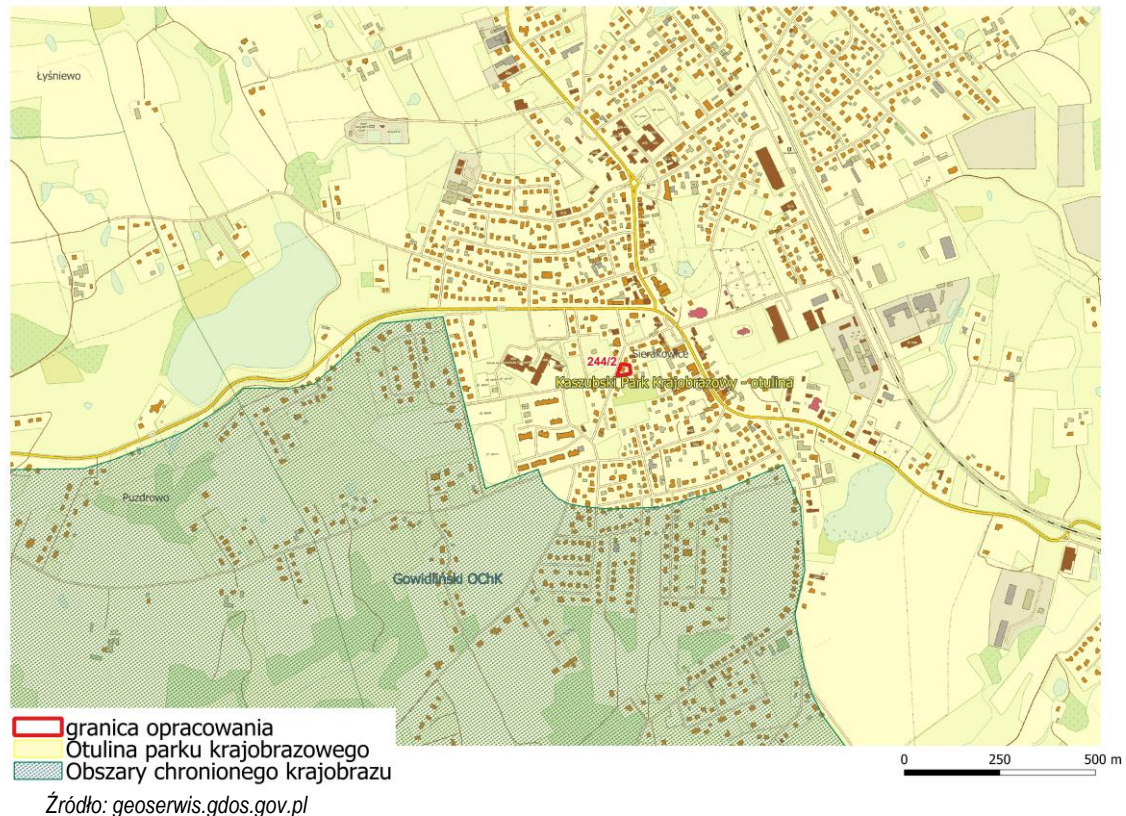 Łyśniewo
244/2
Sierakowice
Kaszubski Park Krajobrazowy - otulina
Puzdrowo
Gowidliński OChK
granica opracowania
Otulina parku krajobrazowego
Obszary chronionego krajobrazu
0 250 500 m
Źródło: geoserwis.gdos.gov.pl